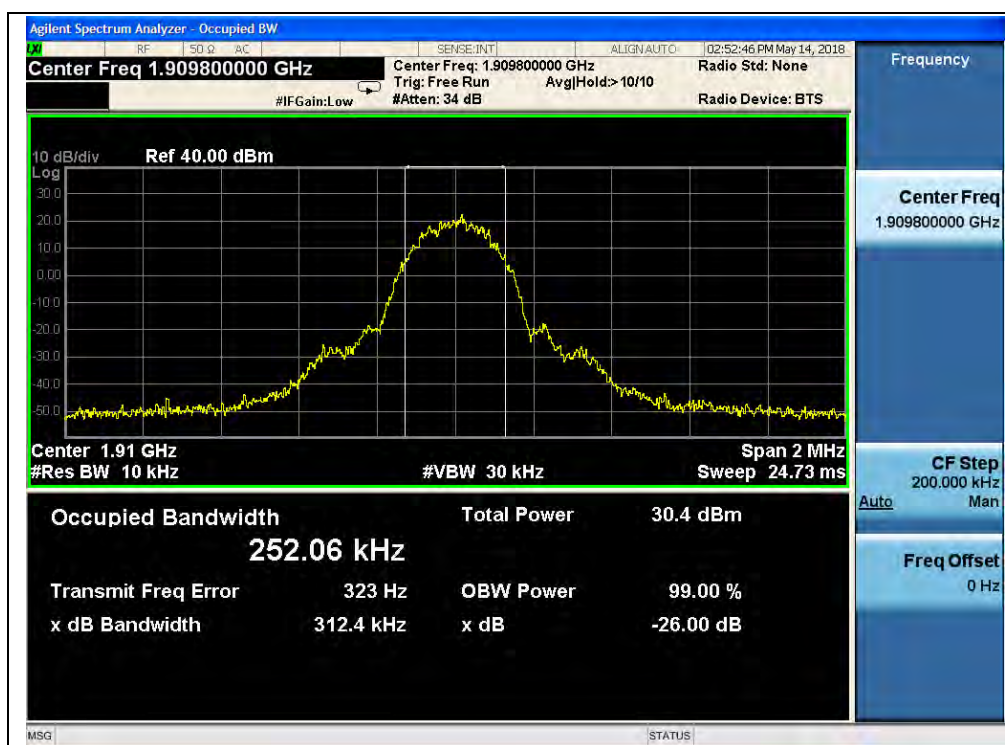 Agilent Spectrum Analyzer - Occupied BW
LXI RF 50 Ω AC SENSE:INT ALIGN AUTO 02:52:46 PM May 14, 2018
Center Freq 1.909800000 GHz
Center Freq: 1.909800000 GHz
Radio Std: None
Trig: Free Run Avg|Hold:> 10/10
#IFGain:Low #Atten: 34 dB
Radio Device: BTS
10 dB/div Ref 40.00 dBm
Log
30.0
20.0
10.0
0.00
-10.0
-20.0
-30.0
-40.0
-50.0
Center 1.91 GHz Span 2 MHz
#Res BW 10 kHz #VBW 30 kHz Sweep 24.73 ms
Occupied Bandwidth Total Power 30.4 dBm
252.06 kHz
Transmit Freq Error 323 Hz OBW Power 99.00 %
x dB Bandwidth 312.4 kHz x dB -26.00 dB
MSG STATUS
Frequency
Center Freq
1.909800000 GHz
CF Step
200.000 kHz
Auto Man
Freq Offset
0 Hz